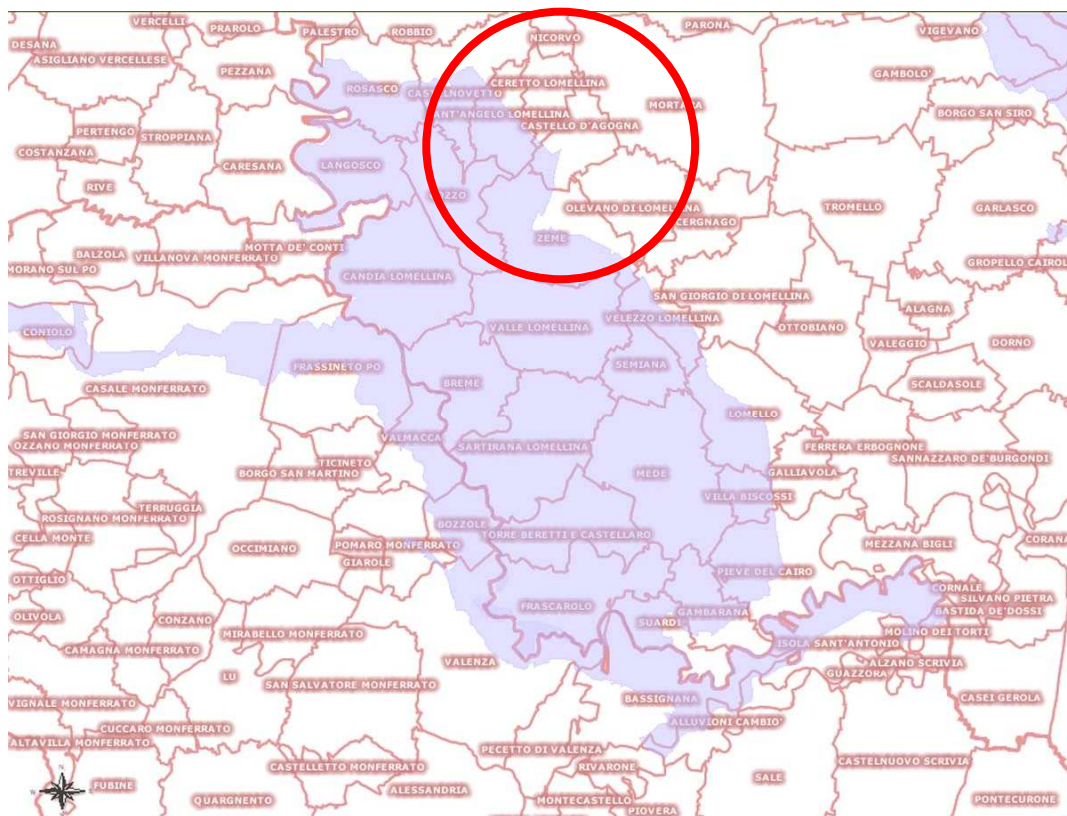 VERCELLI
PRAROLO
PALESTRO
ROBBIO
NICORVO
PARONA
VIGEVANO
DESANA
ASIGLIANO VERCELLESE
PEZZANA
ROSASCO
CASTELNOVETTO
CERETTO LOMELLINA
GAMBOLO'
SANT'ANGELO LOMELLINA
MORTARA
BORGO SAN SIRO
CASTELLO D'AGOGNA
PERTENGO
STROPPIANA
COSTANZANA
CARESANA
LANGOSCO
RIVE
COZZO
OLEVANO DI LOMELLINA
TROMELLO
GARLASCO
CERGNAGO
ZEME
MOTTA DE' CONTI
BALZOLA
VILLANOVA MONFERRATO
MORANO SUL PO
CANDIA LOMELLINA
GROPELLO CAIROL
SAN GIORGIO DI LOMELLINA
ALAGNA
VELEZZO LOMELLINA
CONIOLO
VALLE LOMELLINA
OTTOBIANO
VALEGGIO
DORNO
FRASSINETO PO
SEMIANA
BREME
SCALDASOLE
CASALE MONFERRATO
LOMELLO
SAN GIORGIO MONFERRATO
OZZANO MONFERRATO
VALMACCA
SARTIRANA LOMELLINA
FERRERA ERBOGNONE
SANNAZZARO DE'BURGONDI
TREVILLE
TICINETO
BORGO SAN MARTINO
MEDE
GALLIAVOLA
VILLA BISCOSSI
TERRUGGIA
ROSIGNANO MONFERRATO
BOZZOLE
TORRE BERETTI E CASTELLARO
CELLA MONTE
OCCIMIANO
POMARO MONFERRATO
MEZZANA BIGLI
CORANA
GIAROLE
OTTIGLIO
PIEVE DEL CAIRO
CORNALE
SILVANO PIETRA
BASTIDA DE'DOSSI
FRASCAROLO
GAMBARANA
OLIVOLA
CONZANO
SUARDI
MIRABELLO MONFERRATO
MOLINO DEI TORTI
ISOLA SANT'ANTONIO
CAMAGNA MONFERRATO
VALENZA
ALZANO SCRIVIA
GUAZZORA
LU
SAN SALVATORE MONFERRATO
VIGNALE MONFERRATO
BASSIGNANA
CASEI GEROLA
ALLUVIONI CAMBIO'
CUCCARO MONFERRATO
ALTAVILLA MONFERRATO
PECETTO DI VALENZA
CASTELLETTO MONFERRATO
RIVARONE
CASTELNUOVO SCRIVIA
SALE
FUBINE
ALESSANDRIA
QUARGNENTO
MONTECASTELLO
PIOVERA
PONTECURONE